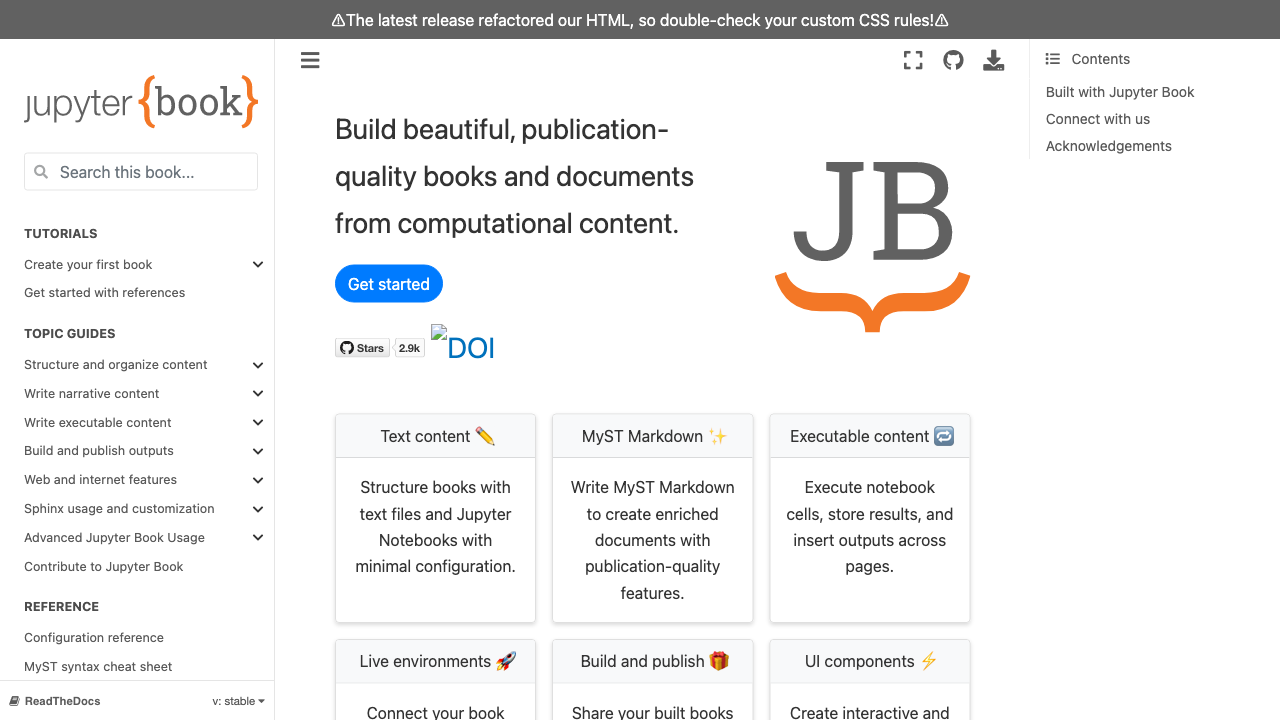 ⚠The latest release refactored our HTML, so double-check your custom CSS rules!⚠
jupyter {book}
Search this book...
TUTORIALS
Create your first book
Get started with references
TOPIC GUIDES
Structure and organize content
Write narrative content
Write executable content
Build and publish outputs
Web and internet features
Sphinx usage and customization
Advanced Jupyter Book Usage
Contribute to Jupyter Book
REFERENCE
Configuration reference
MyST syntax cheat sheet
ReadTheDocs
v: stable
Build beautiful, publication-
quality books and documents
from computational content.
Get started
Stars 2.9k DOI
JB
Text content ✏️
Structure books with
text files and Jupyter
Notebooks with
minimal configuration.
MyST Markdown ✨
Write MyST Markdown
to create enriched
documents with
publication-quality
features.
Executable content 🔁
Execute notebook
cells, store results, and
insert outputs across
pages.
Live environments 🚀
Connect your book
Build and publish 🎁
Share your built books
UI components ⚡
Create interactive and
Contents
Built with Jupyter Book
Connect with us
Acknowledgements